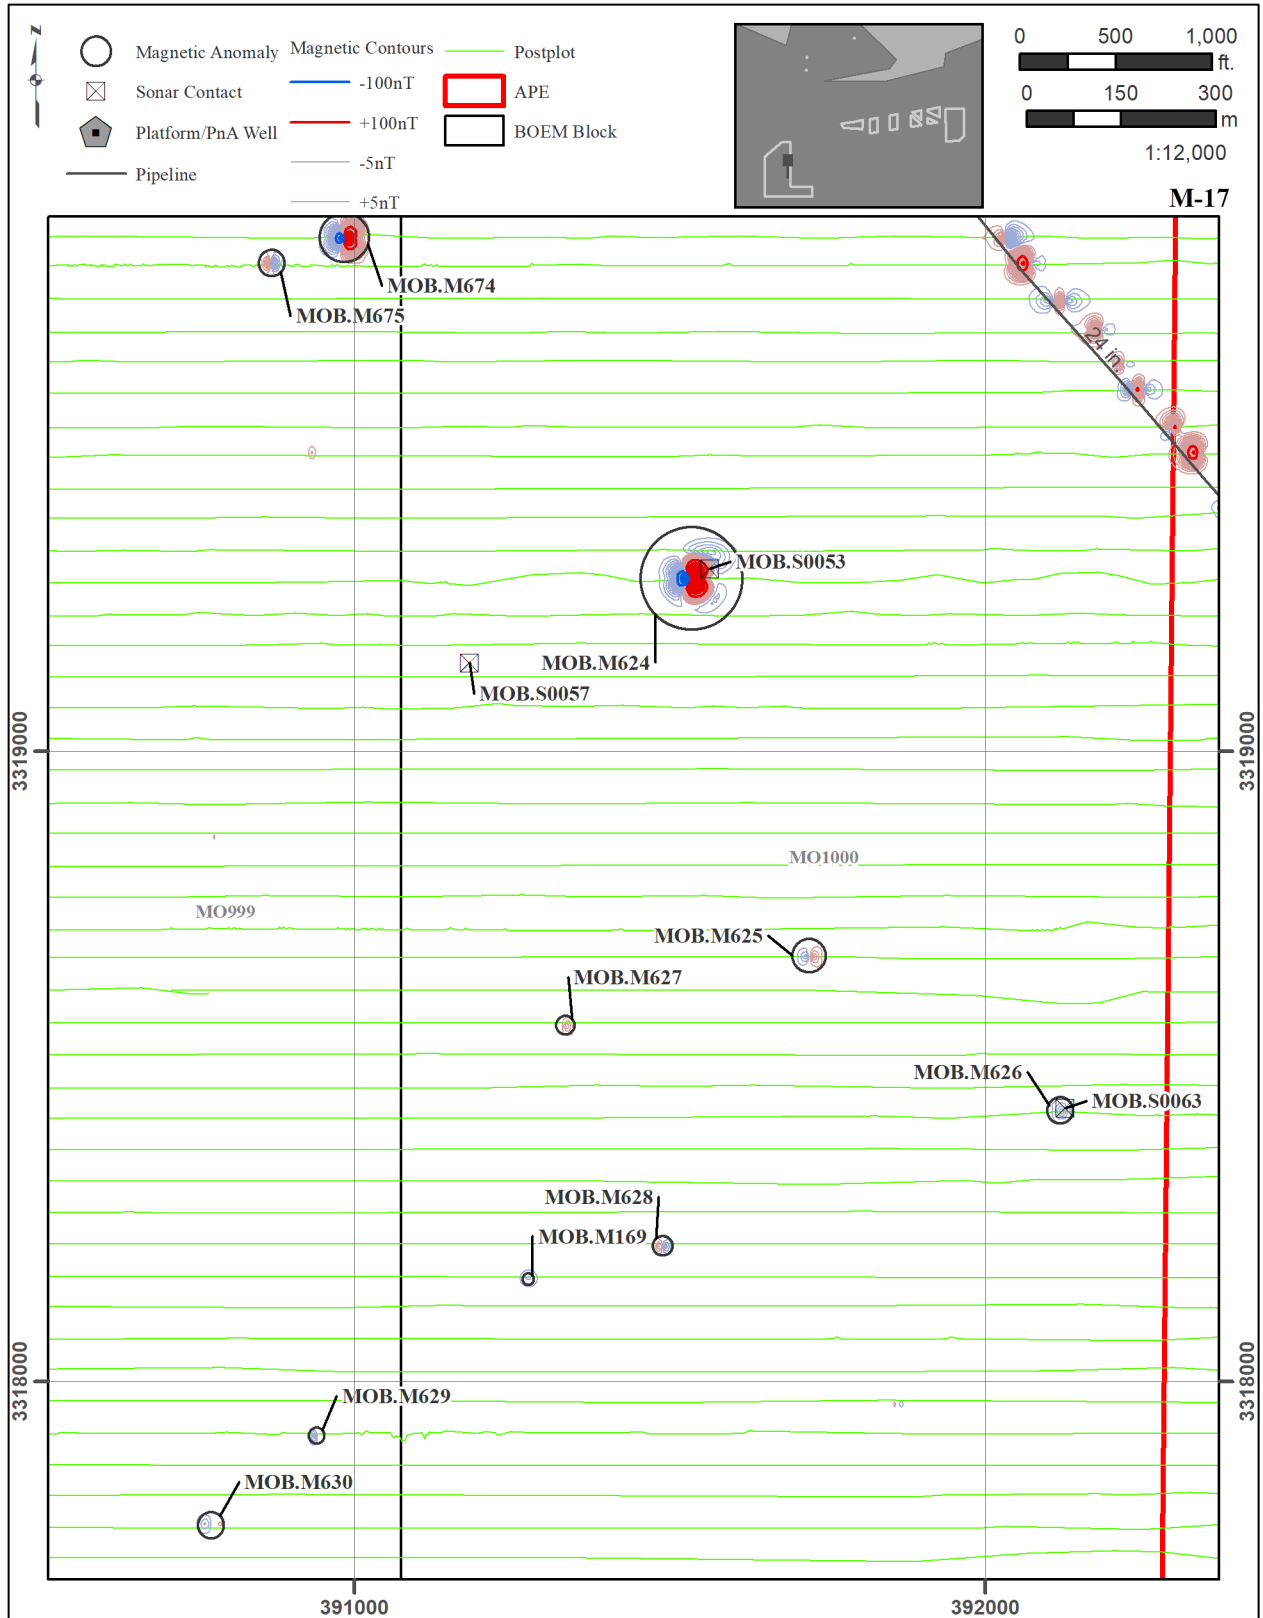 Z
Magnetic Anomaly
Sonar Contact
Platform/PnA Well
Pipeline
Magnetic Contours
-100nT
+100nT
-5nT
+5nT
Postplot
APE
BOEM Block
0 500 1,000
ft.
0 150 300
m
1:12,000
M-17
MOB.M674
MOB.M675
24 in.
MOB.S0053
MOB.M624
MOB.S0057
3319000
3319000
MO1000
MO999
MOB.M625
MOB.M627
MOB.M626
MOB.S0063
MOB.M628
MOB.M169
3318000
3318000
MOB.M629
MOB.M630
391000
392000